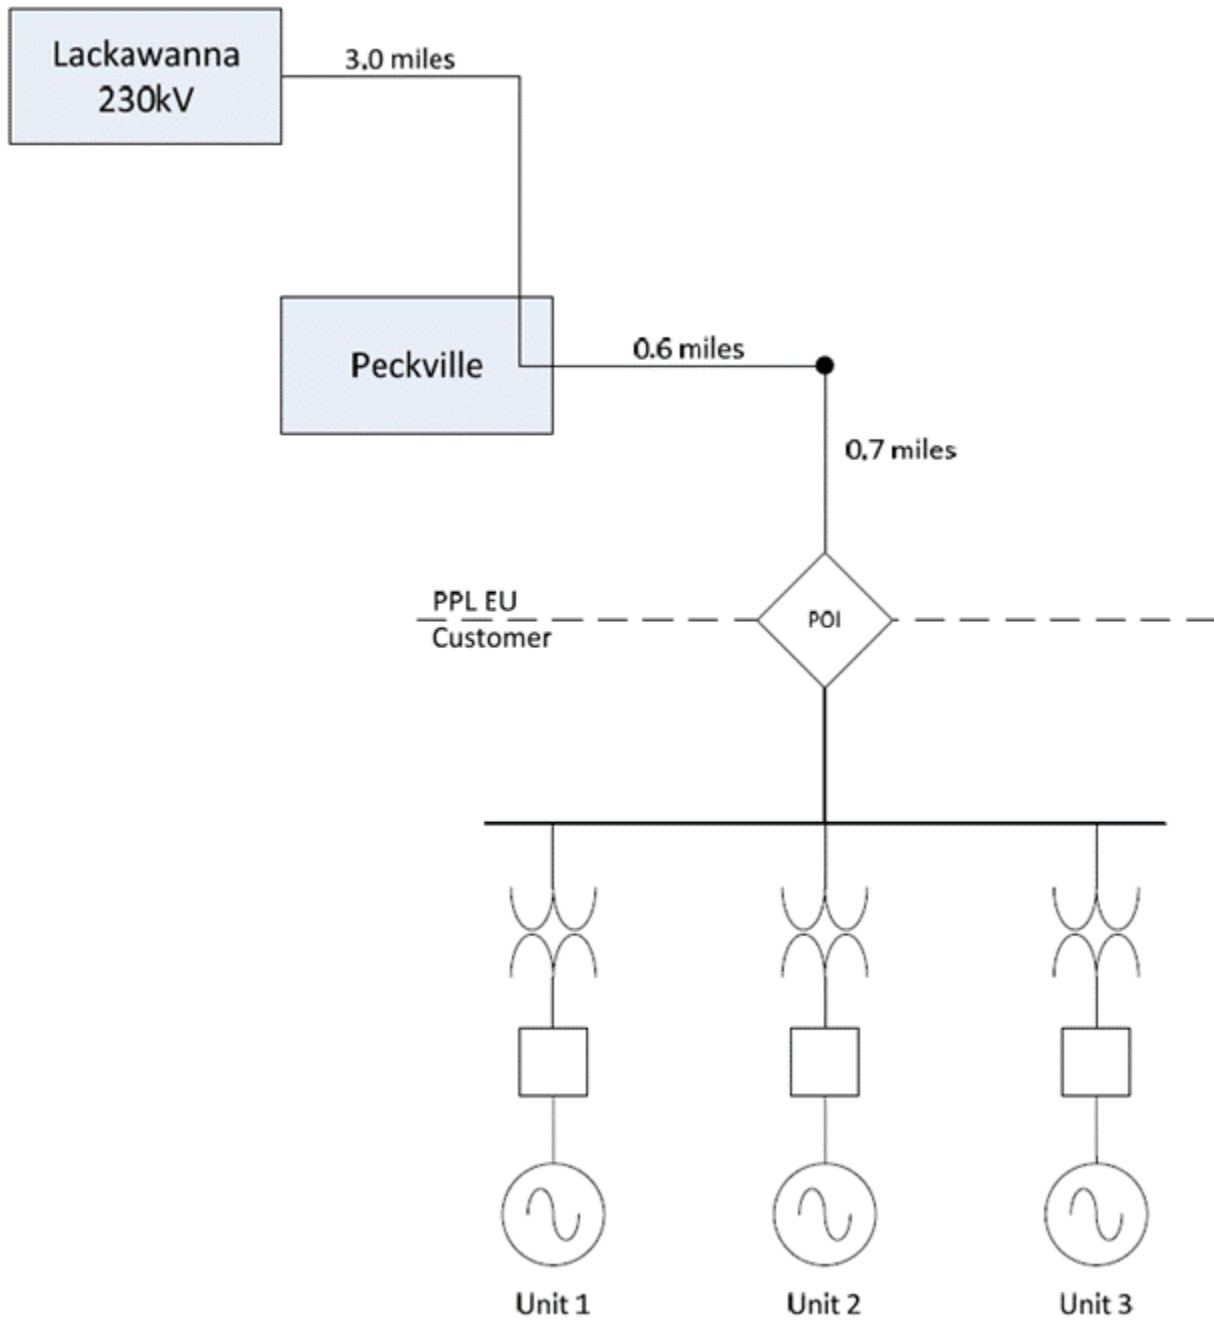 Lackawanna
230kV
3.0 miles
Peckville
0.6 miles
0.7 miles
PPL EU
Customer
POI
Unit 1
Unit 2
Unit 3